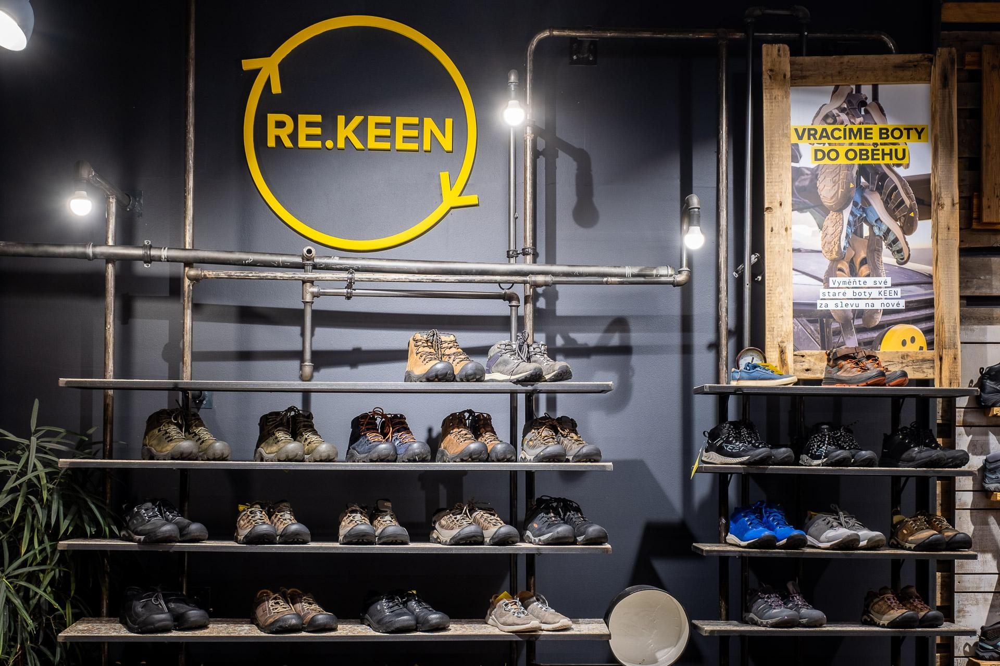 RE.KEEN
VRACÍME BOTY
DO OBĚHU
Vyměňte své
staré boty KEEN
za slevu na nové.